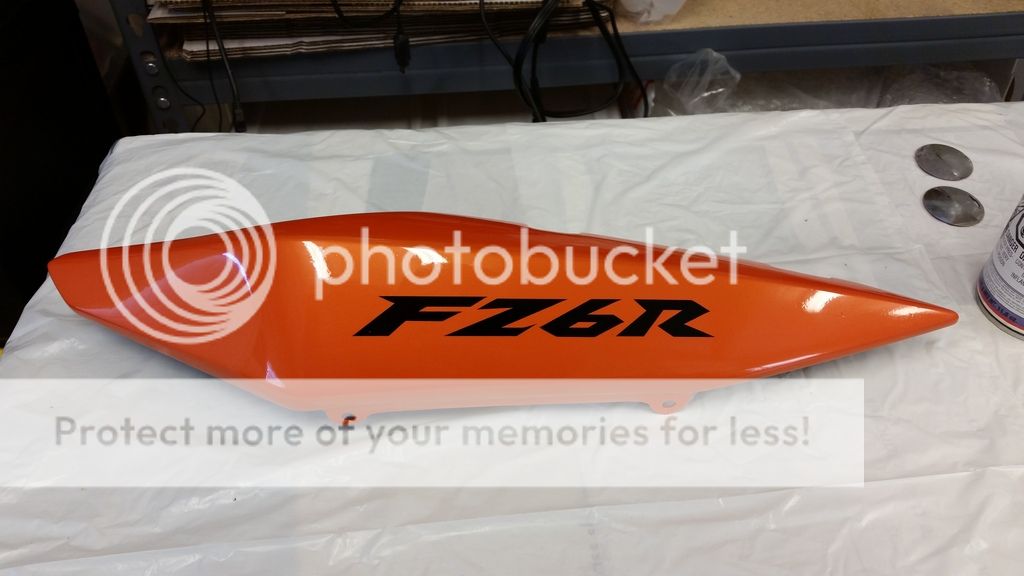 photobucket
FZ6R
Protect more of your memories for less!